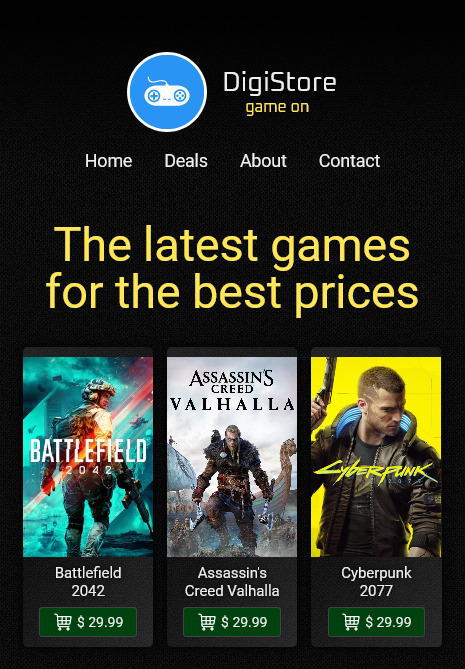 DigiStore
game on
Home Deals About Contact
The latest games
for the best prices
BATTLEFIELD
2042
ASSASSIN'S
CREED
VALHALLA
CYBERPUNK
Battlefield
2042
Assassin's
Creed Valhalla
Cyberpunk
2077
$ 29.99
$ 29.99
$ 29.99